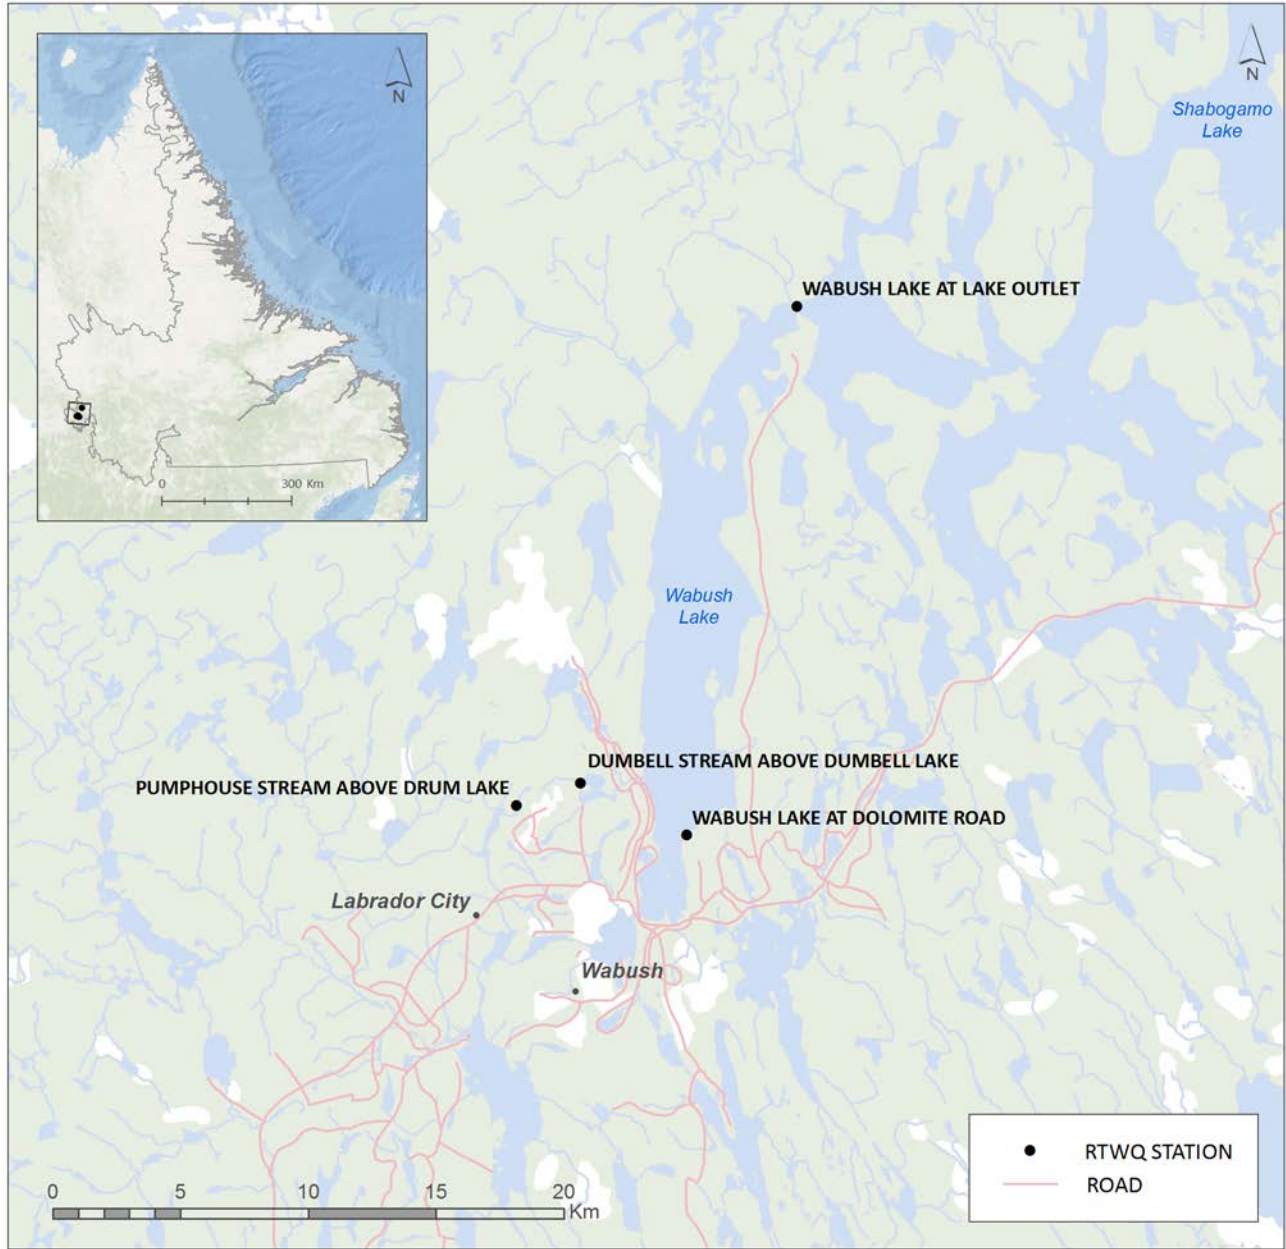 N
N
Shabogamo
Lake
WABUSH LAKE AT LAKE OUTLET
0 300 Km
Wabush
Lake
DUMBELL STREAM ABOVE DUMBELL LAKE
PUMPHOUSE STREAM ABOVE DRUM LAKE
WABUSH LAKE AT DOLOMITE ROAD
Labrador City
Wabush
RTWQ STATION
ROAD
0 5 10 15 20
Km